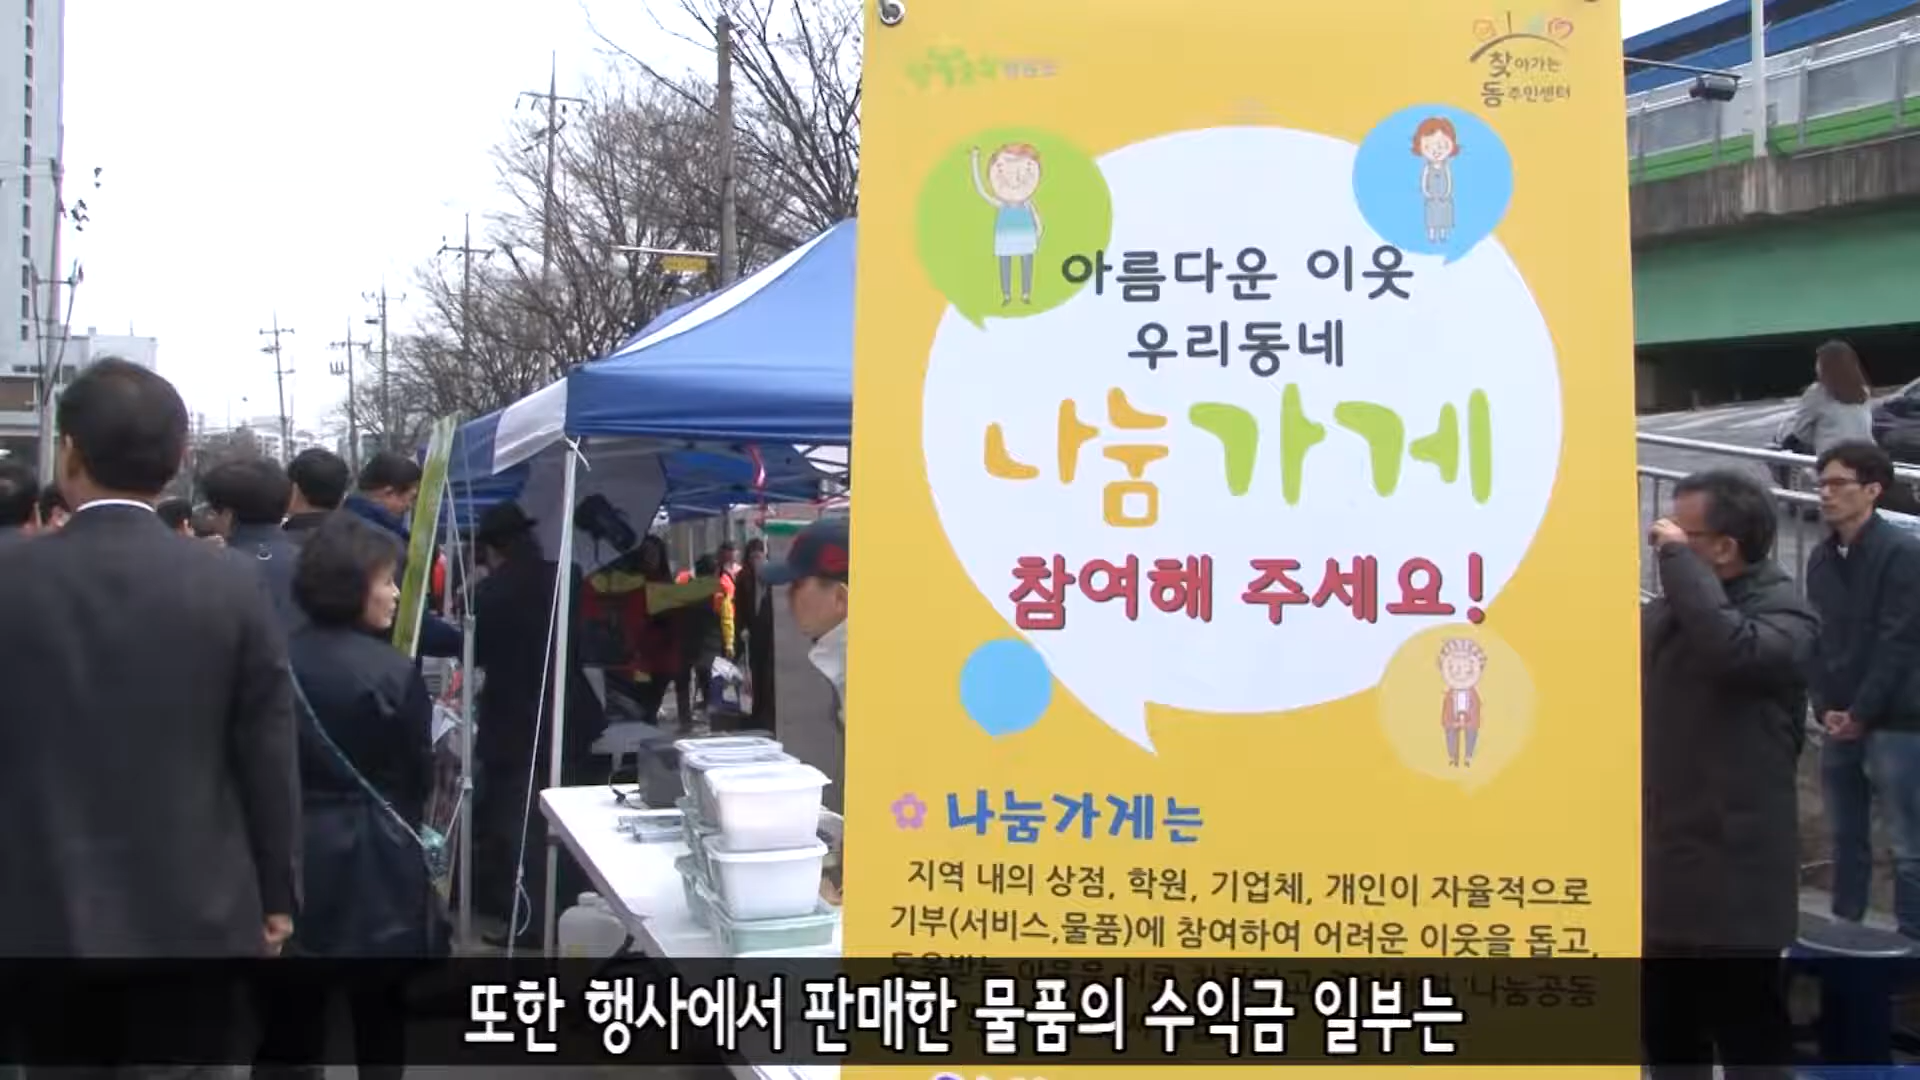 찾아가는
동주민센터
아름다운 이웃
우리동네
나눔가게
참여해 주세요!
나눔가게는
지역 내의 상점, 학원, 기업체, 개인이 자율적으로
기부(서비스,물품)에 참여하여 어려운 이웃을 돕고,
나눔공동
또한 행사에서 판매한 물품의 수익금 일부는